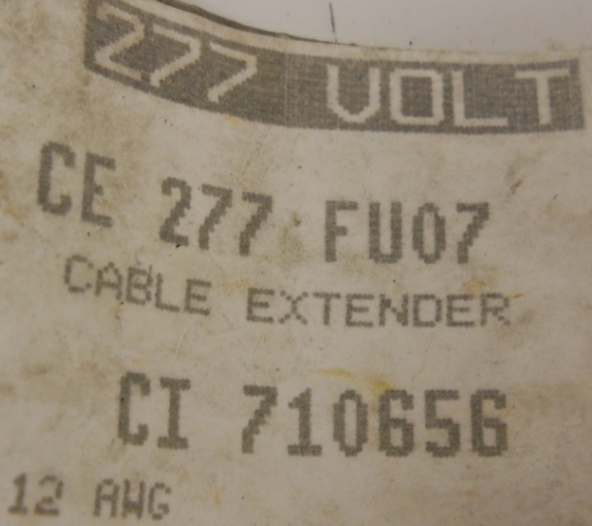 277 VOLT
CE 277 FU07
CABLE EXTENDER
CI 710656
12 AWG